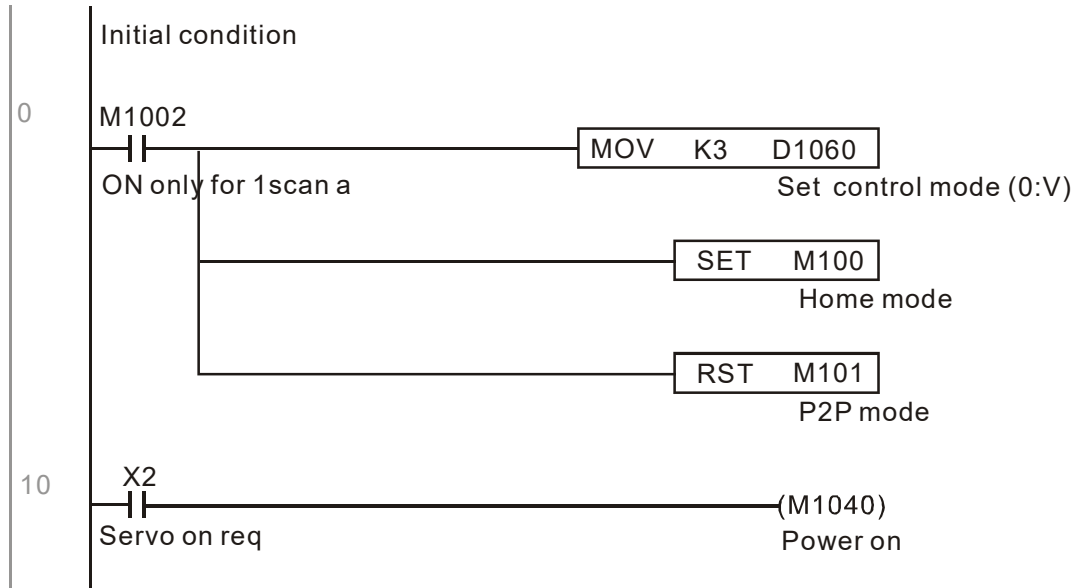 Initial condition
0
M1002
MOV K3 D1060
ON only for 1scan a
Set control mode (0:V)
SET M100
Home mode
RST M101
P2P mode
10
X2
(M1040)
Servo on req
Power on